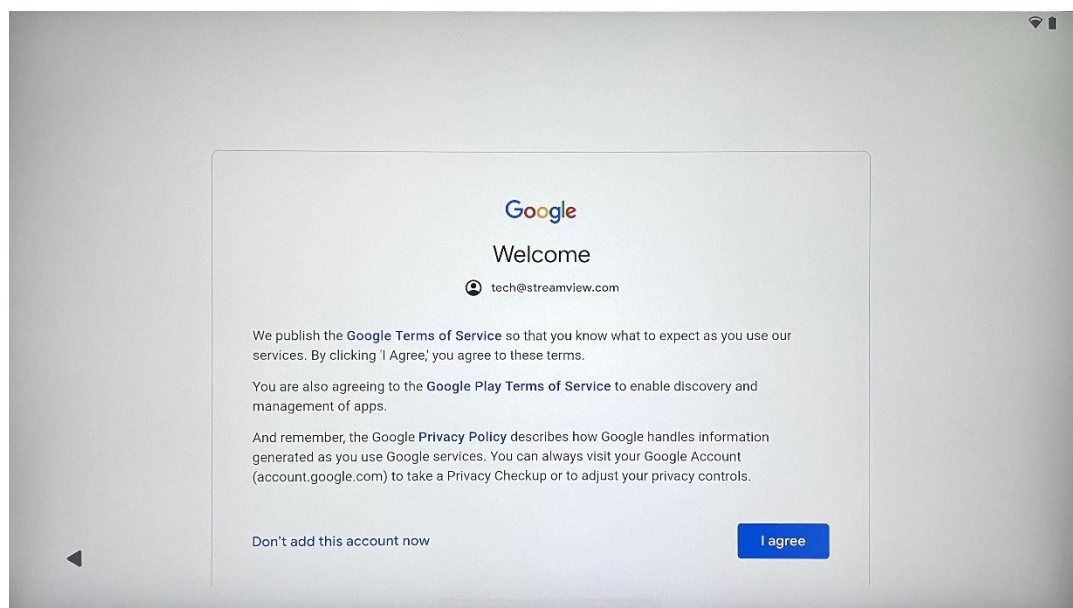 Google
Welcome
tech@streamview.com
We publish the Google Terms of Service so that you know what to expect as you use our
services. By clicking 'I Agree,' you agree to these terms.
You are also agreeing to the Google Play Terms of Service to enable discovery and
management of apps.
And remember, the Google Privacy Policy describes how Google handles information
generated as you use Google services. You can always visit your Google Account
(account.google.com) to take a Privacy Checkup or to adjust your privacy controls.
Don't add this account now
I agree